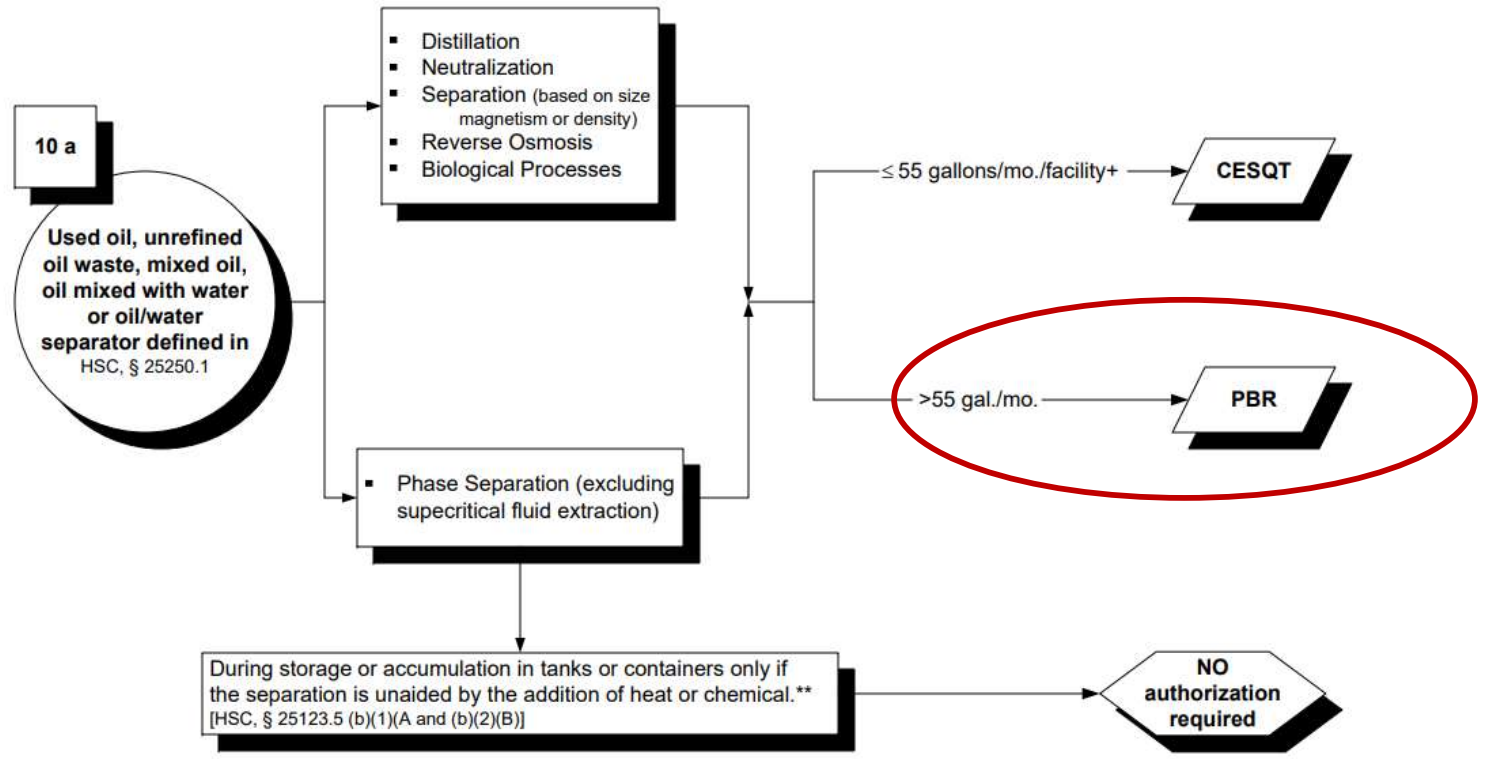 10 a
Used oil, unrefined
oil waste, mixed oil,
oil mixed with water
or oil/water
separator defined in
HSC, § 25250.1
▪ Distillation
▪ Neutralization
▪ Separation (based on size
magnetism or density)
▪ Reverse Osmosis
▪ Biological Processes
≤ 55 gallons/mo./facility+
CESQT
>55 gal./mo.
PBR
▪ Phase Separation (excluding
supecritical fluid extraction)
During storage or accumulation in tanks or containers only if
the separation is unaided by the addition of heat or chemical.**
[HSC, § 25123.5 (b)(1)(A and (b)(2)(B)]
NO
authorization
required